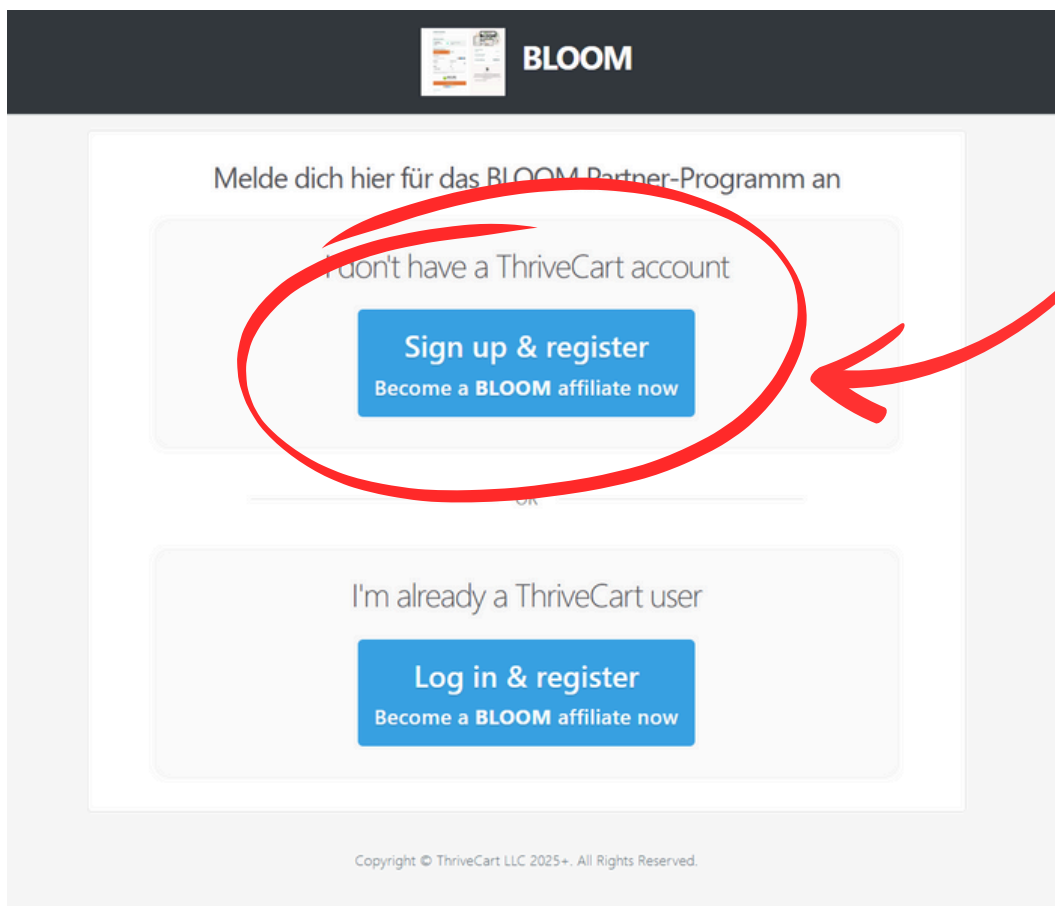 BLOOM
Melde dich hier für das BLOOM Partner-Programm an
I don't have a ThriveCart account
Sign up & register
Become a BLOOM affiliate now
OR
I'm already a ThriveCart user
Log in & register
Become a BLOOM affiliate now
Copyright © ThriveCart LLC 2025+. All Rights Reserved.